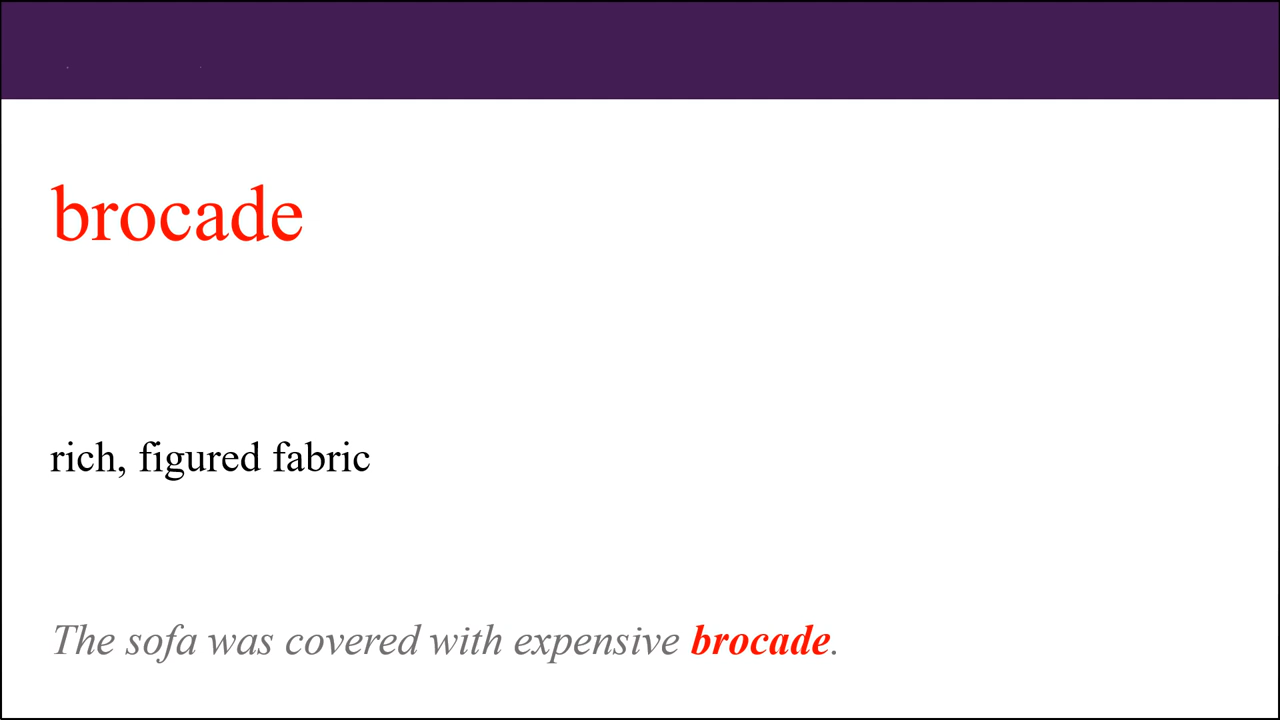 brocade
rich, figured fabric
The sofa was covered with expensive brocade.